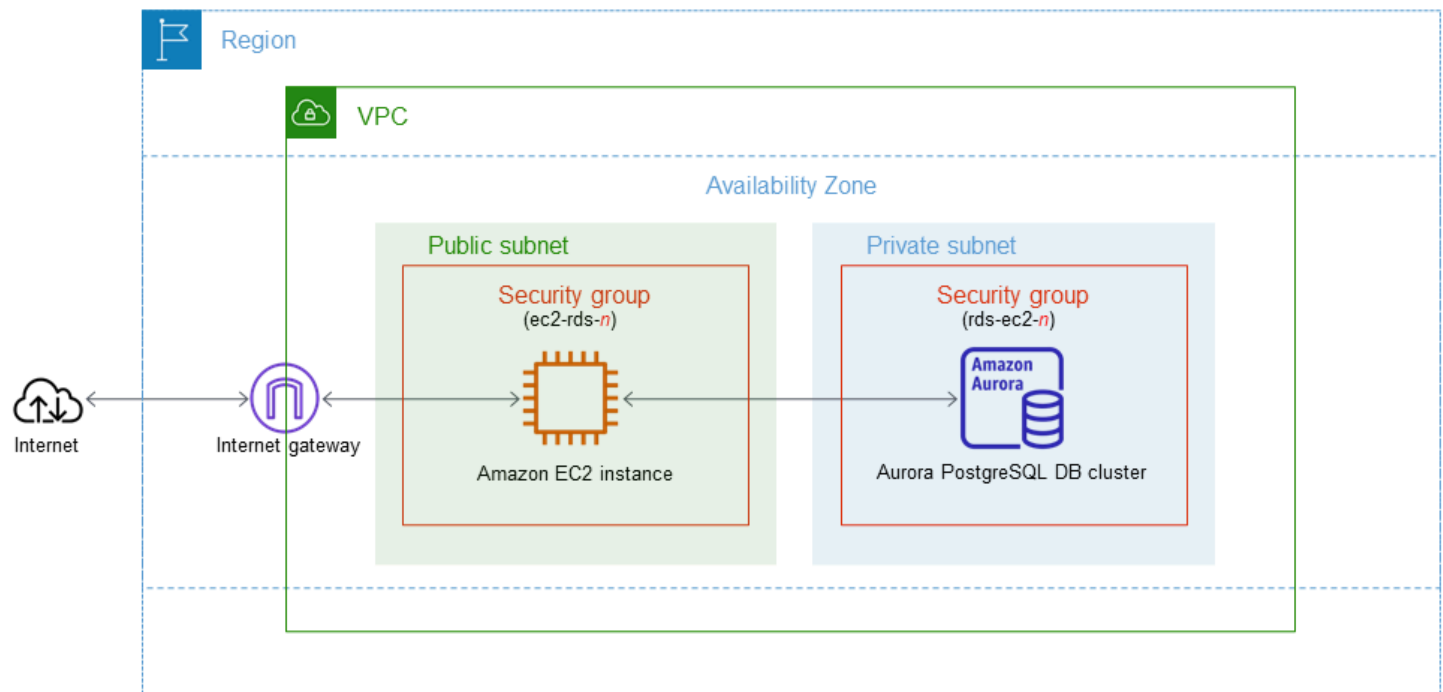 Region
VPC
Availability Zone
Public subnet
Private subnet
Security group
(ec2-rds-n)
Security group
(rds-ec2-n)
Amazon
Aurora
Internet
Internet gateway
Amazon EC2 instance
Aurora PostgreSQL DB cluster